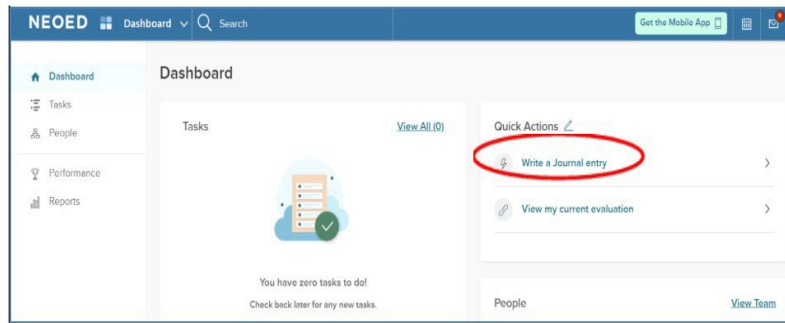 NEOED Dashboard Search Get the Mobile App
Dashboard
Tasks
People
Performance
Reports
Dashboard
Tasks View All (0)
You have zero tasks to do!
Check back later for any new tasks.
Quick Actions
Write a Journal entry
View my current evaluation
People View Team